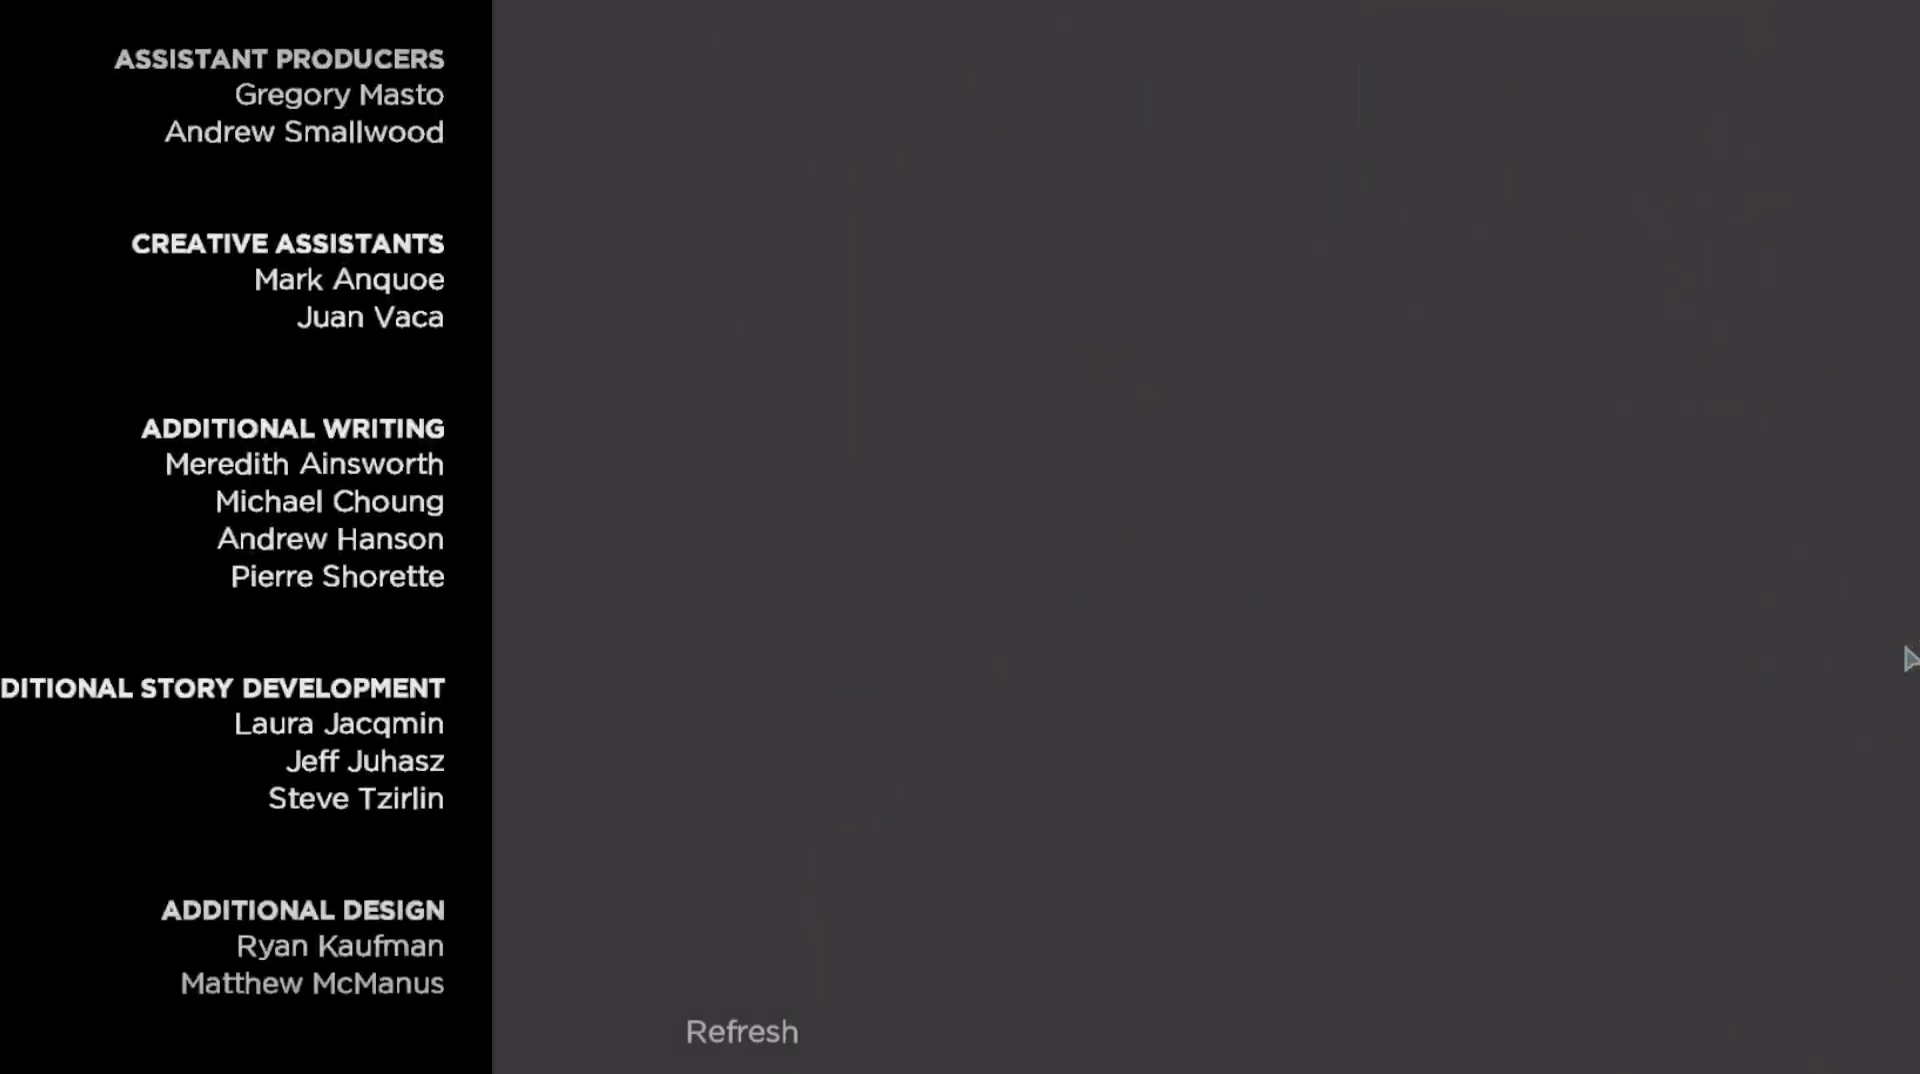 ASSISTANT PRODUCERS
Gregory Masto
Andrew Smallwood
CREATIVE ASSISTANTS
Mark Anquoe
Juan Vaca
ADDITIONAL WRITING
Meredith Ainsworth
Michael Choung
Andrew Hanson
Pierre Shorette
DITIONAL STORY DEVELOPMENT
Laura Jacqmin
Jeff Juhasz
Steve Tzirlin
ADDITIONAL DESIGN
Ryan Kaufman
Matthew McManus
Refresh